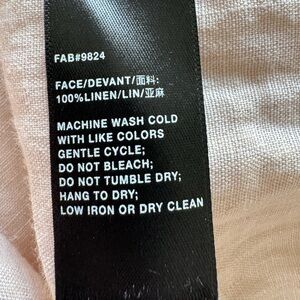 FAB#9824
FACE/DEVANT/面料:
100%LINEN/LIN/亚麻
MACHINE WASH COLD
WITH LIKE COLORS
GENTLE CYCLE;
DO NOT BLEACH;
DO NOT TUMBLE DRY;
HANG TO DRY;
LOW IRON OR DRY CLEAN